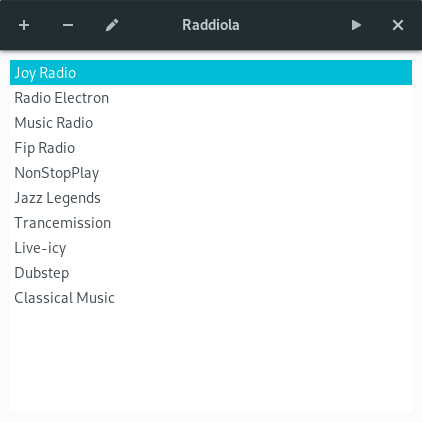 Raddiola
Joy Radio
Radio Electron
Music Radio
Fip Radio
NonStopPlay
Jazz Legends
Trancemission
Live-icy
Dubstep
Classical Music